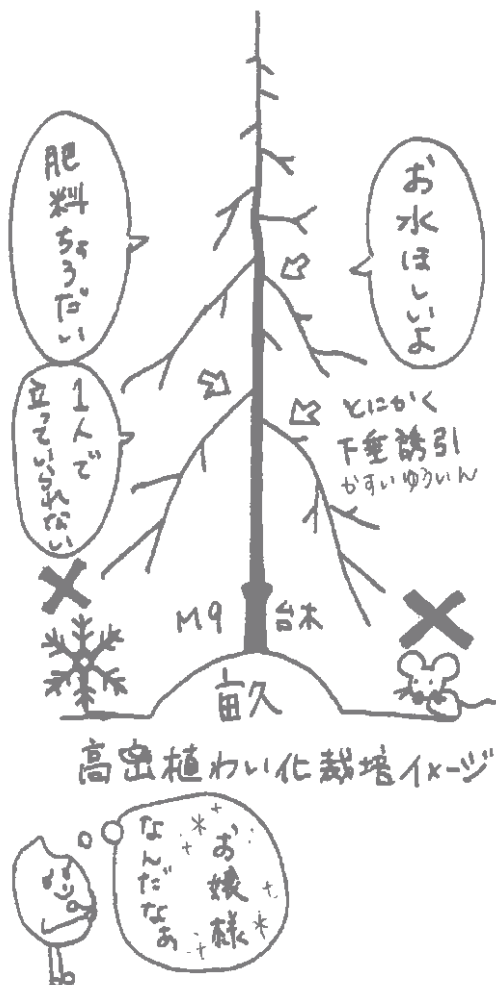 お水ほしいよ
肥料ちょうだい
1人で
立っていられない
とにかく
下垂誘引
かすいゆういん
M9 台木
畝
高密植わい化栽培イメージ
お嬢様
なんだなぁ